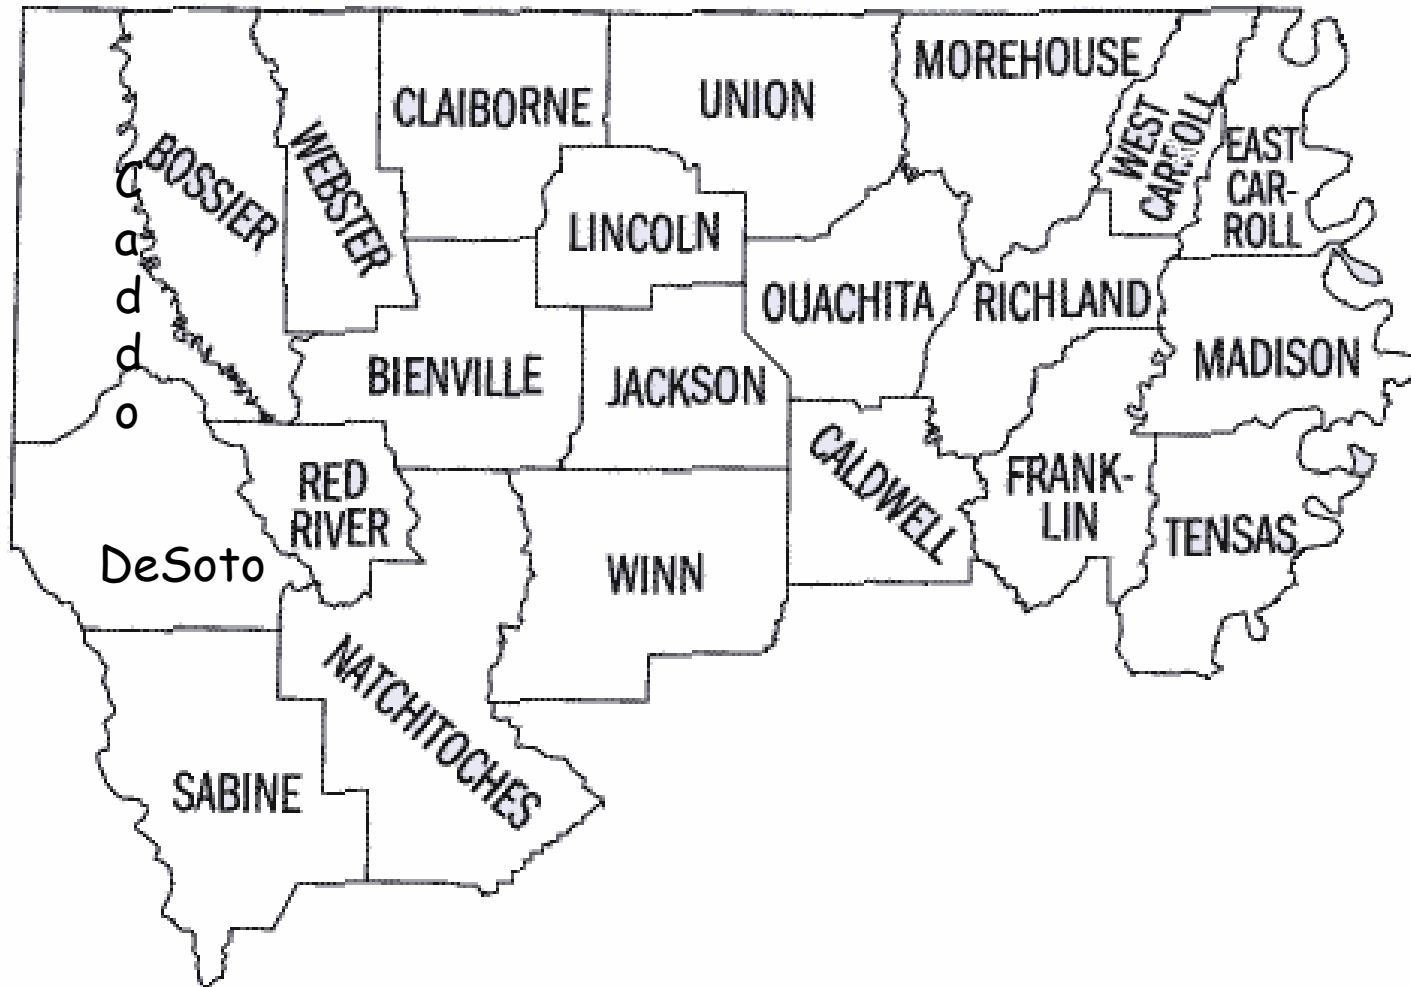 MOREHOUSE
CLAIBORNE
UNION
WEST
CARROLL
EAST
CAR-
ROLL
BOSSIER
WEBSTER
Caddo
LINCOLN
OUACHITA
RICHLAND
MADISON
BIENVILLE
JACKSON
CALDWELL
FRANK-
LIN
TENSAS
RED
RIVER
DeSoto
WINN
NATCHITOCHES
SABINE